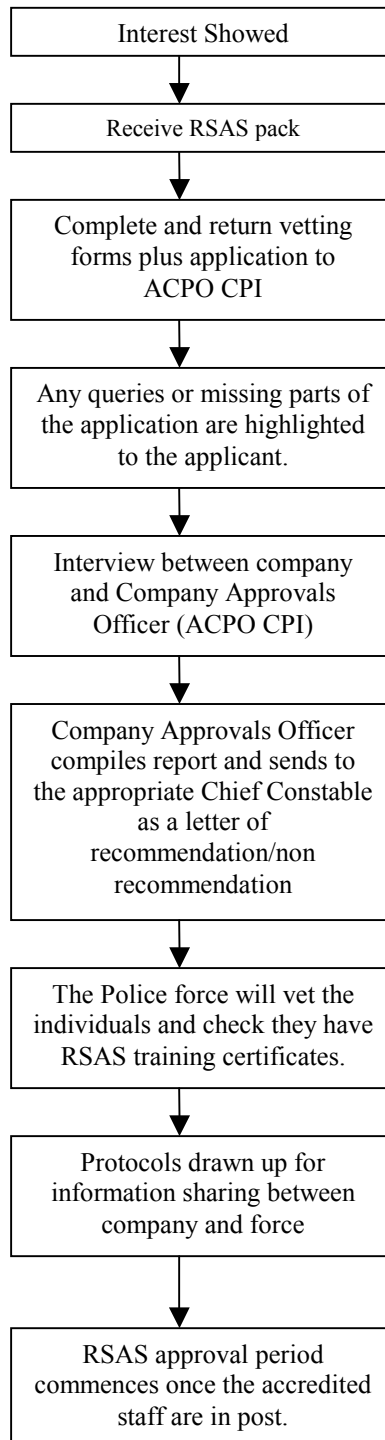 Interest Showed
Receive RSAS pack
Complete and return vetting
forms plus application to
ACPO CPI
Any queries or missing parts of
the application are highlighted
to the applicant.
Interview between company
and Company Approvals
Officer (ACPO CPI)
Company Approvals Officer
compiles report and sends to
the appropriate Chief Constable
as a letter of
recommendation/non
recommendation
The Police force will vet the
individuals and check they have
RSAS training certificates.
Protocols drawn up for
information sharing between
company and force
RSAS approval period
commences once the accredited
staff are in post.